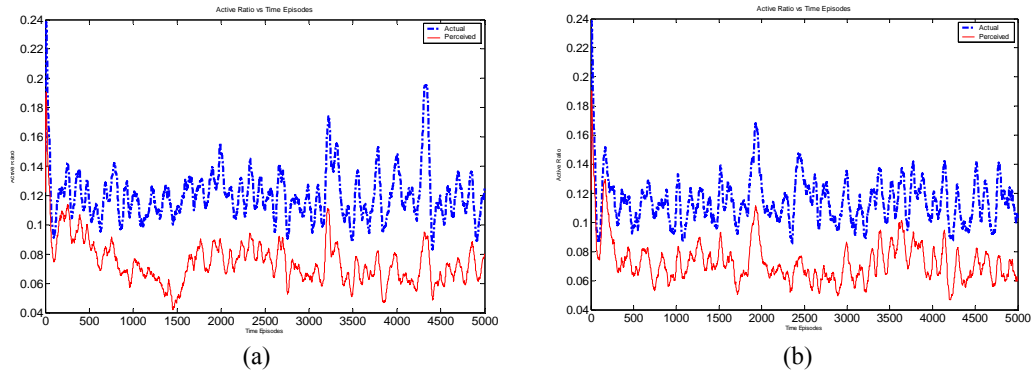 Active Ratio vs Time Episodes
Actual
Perceived
0.24
0.22
0.2
0.18
0.16
0.14
0.12
0.1
0.08
0.06
0.04
Active Ratio
0 500 1000 1500 2000 2500 3000 3500 4000 4500 5000
Time Episodes
(a)
Active Ratio vs Time Episodes
Actual
Perceived
0.24
0.22
0.2
0.18
0.16
0.14
0.12
0.1
0.08
0.06
0.04
Active Ratio
0 500 1000 1500 2000 2500 3000 3500 4000 4500 5000
Time Episodes
(b)